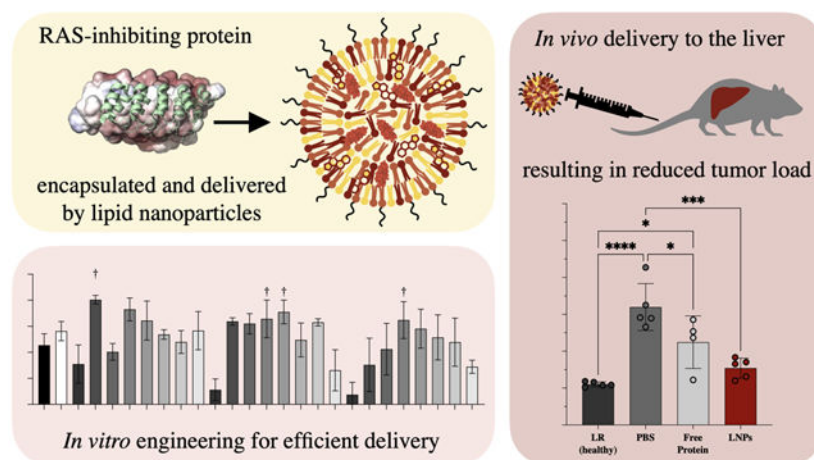 RAS-inhibiting protein
encapsulated and delivered
by lipid nanoparticles
†
†
†
†
In vitro engineering for efficient delivery
In vivo delivery to the liver
resulting in reduced tumor load
***
*
****
*
LR
(healthy)
PBS
Free
Protein
LNPs